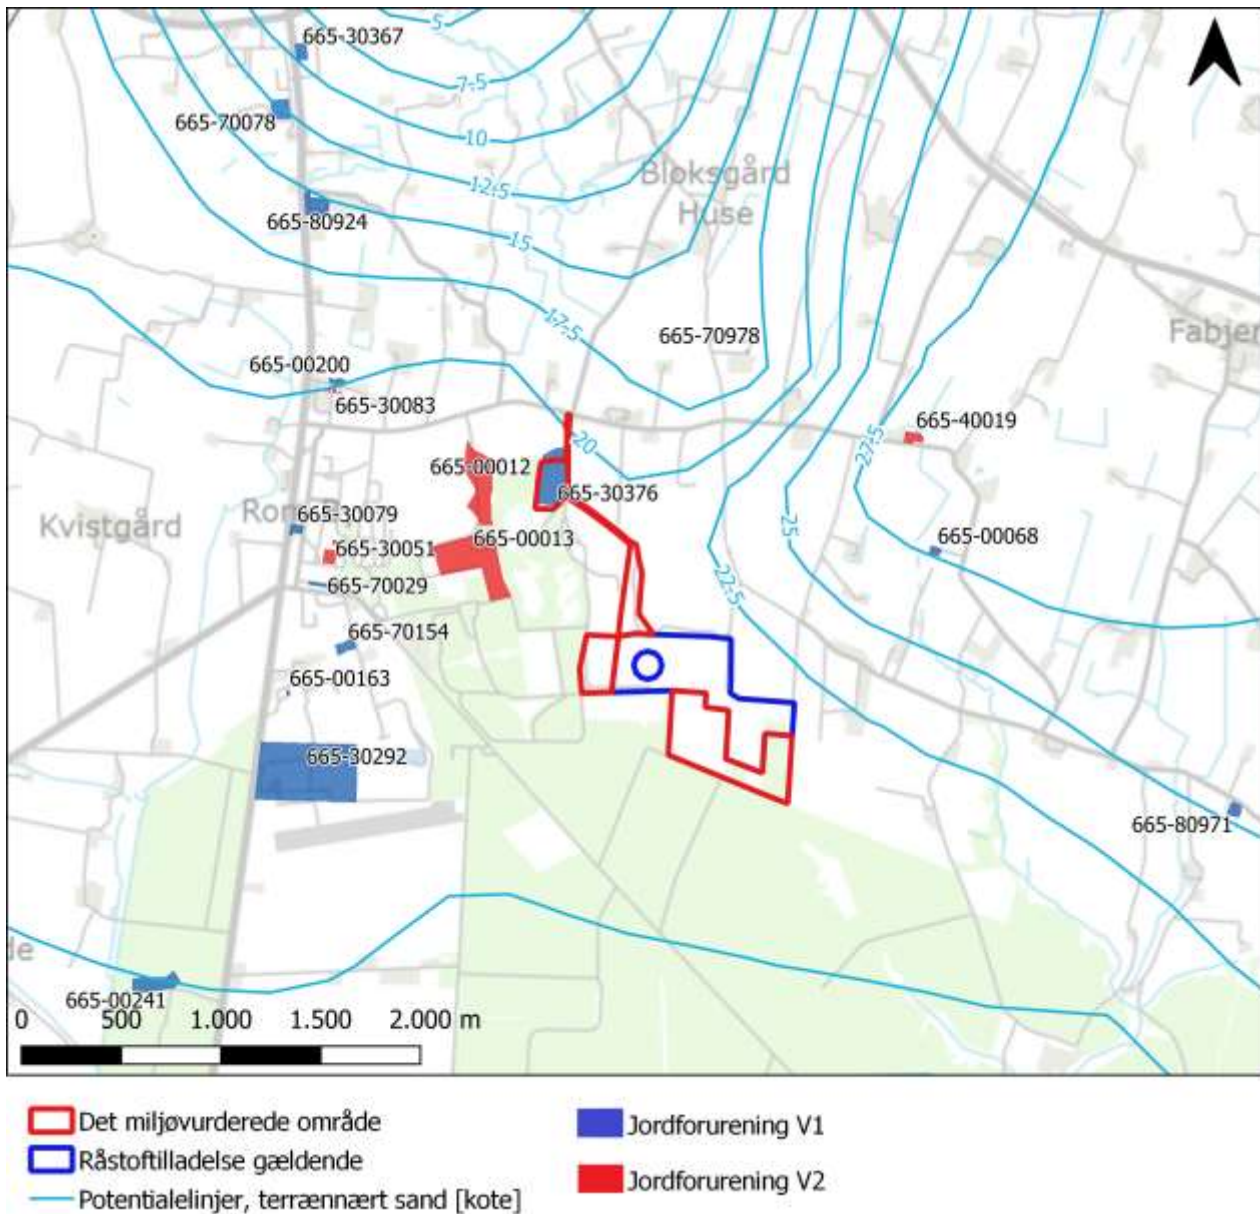 5
665-30367
7.5
665-70078
10
Bloksgård
Huse
12.5
665-80924
15
17.5
665-70978
Fabjer
665-00200
665-30083
665-40019
20
27.5
665-00012
665-30376
Kvistgård
Rom
665-30079
665-00013
25
665-30051
665-00068
665-70029
22.5
665-70154
665-00163
665-30292
665-80971
de
665-00241
0 500 1.000 1.500 2.000 m
Det miljøvurderede område
Råstoftilladelse gældende
Potentialelinjer, terrænnært sand [kote]
Jordforurening V1
Jordforurening V2